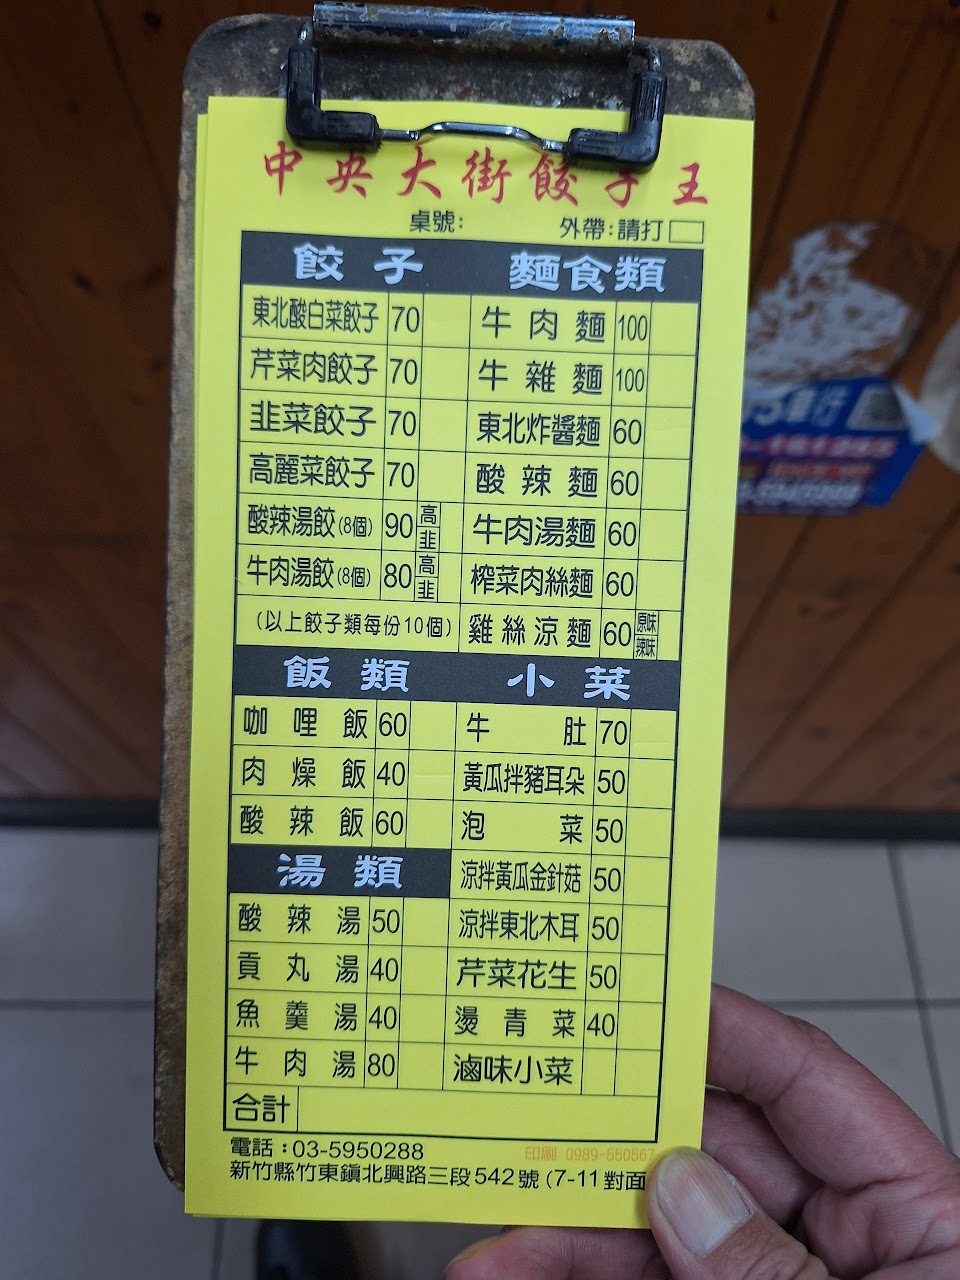 中央大街餃子王
桌號: 外帶:請打□
餃子 麵食類
東北酸白菜餃子 70 牛肉麵 100
芹菜肉餃子 70 牛雜麵 100
韭菜餃子 70 東北炸醬麵 60
高麗菜餃子 70 酸辣麵 60
酸辣湯餃(8個) 90 高 韭 牛肉湯麵 60
牛肉湯餃(8個) 80 高 韭 榨菜肉絲麵 60
(以上餃子類每份10個) 雞絲涼麵 60 原味 辣味
飯類 小菜
咖哩飯 60 牛肚 70
肉燥飯 40 黃瓜拌豬耳朵 50
酸辣飯 60 泡菜 50
湯類 涼拌黃瓜金針菇 50
酸辣湯 50 涼拌東北木耳 50
貢丸湯 40 芹菜花生 50
魚羹湯 40 燙青菜 40
牛肉湯 80 滷味小菜
合計
電話:03-5950288 印刷 0989-550567
新竹縣竹東鎮北興路三段542號(7-11對面